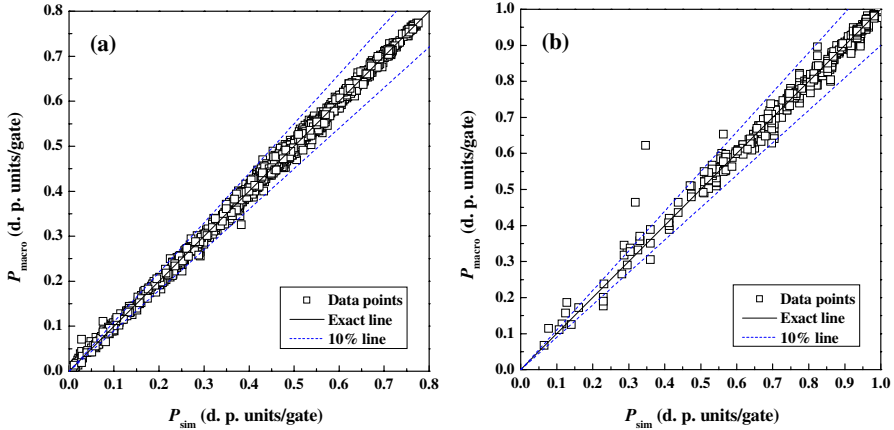 (a)
0.8
0.7
0.6
0.5
0.4
0.3
0.2
0.1
0.0
P_macro (d. p. units/gate)
Data points
Exact line
10% line
0.0 0.1 0.2 0.3 0.4 0.5 0.6 0.7 0.8
P_sim (d. p. units/gate)
(b)
1.0
0.9
0.8
0.7
0.6
0.5
0.4
0.3
0.2
0.1
0.0
P_macro (d. p. units/gate)
Data points
Exact line
10% line
0.0 0.1 0.2 0.3 0.4 0.5 0.6 0.7 0.8 0.9 1.0
P_sim (d. p. units/gate)